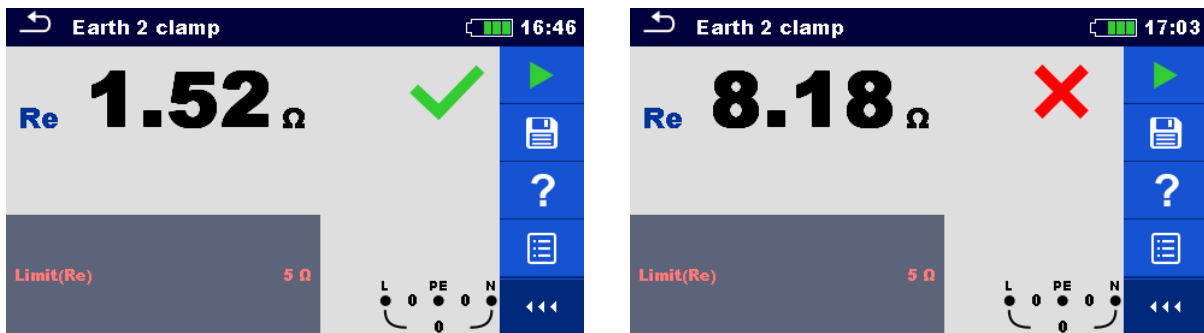 Earth 2 clamp 16:46
Re 1.52 Ω
?
Limit(Re) 5 Ω
L PE N
0 0
0
Earth 2 clamp 17:03
Re 8.18 Ω
?
Limit(Re) 5 Ω
L PE N
0 0
0